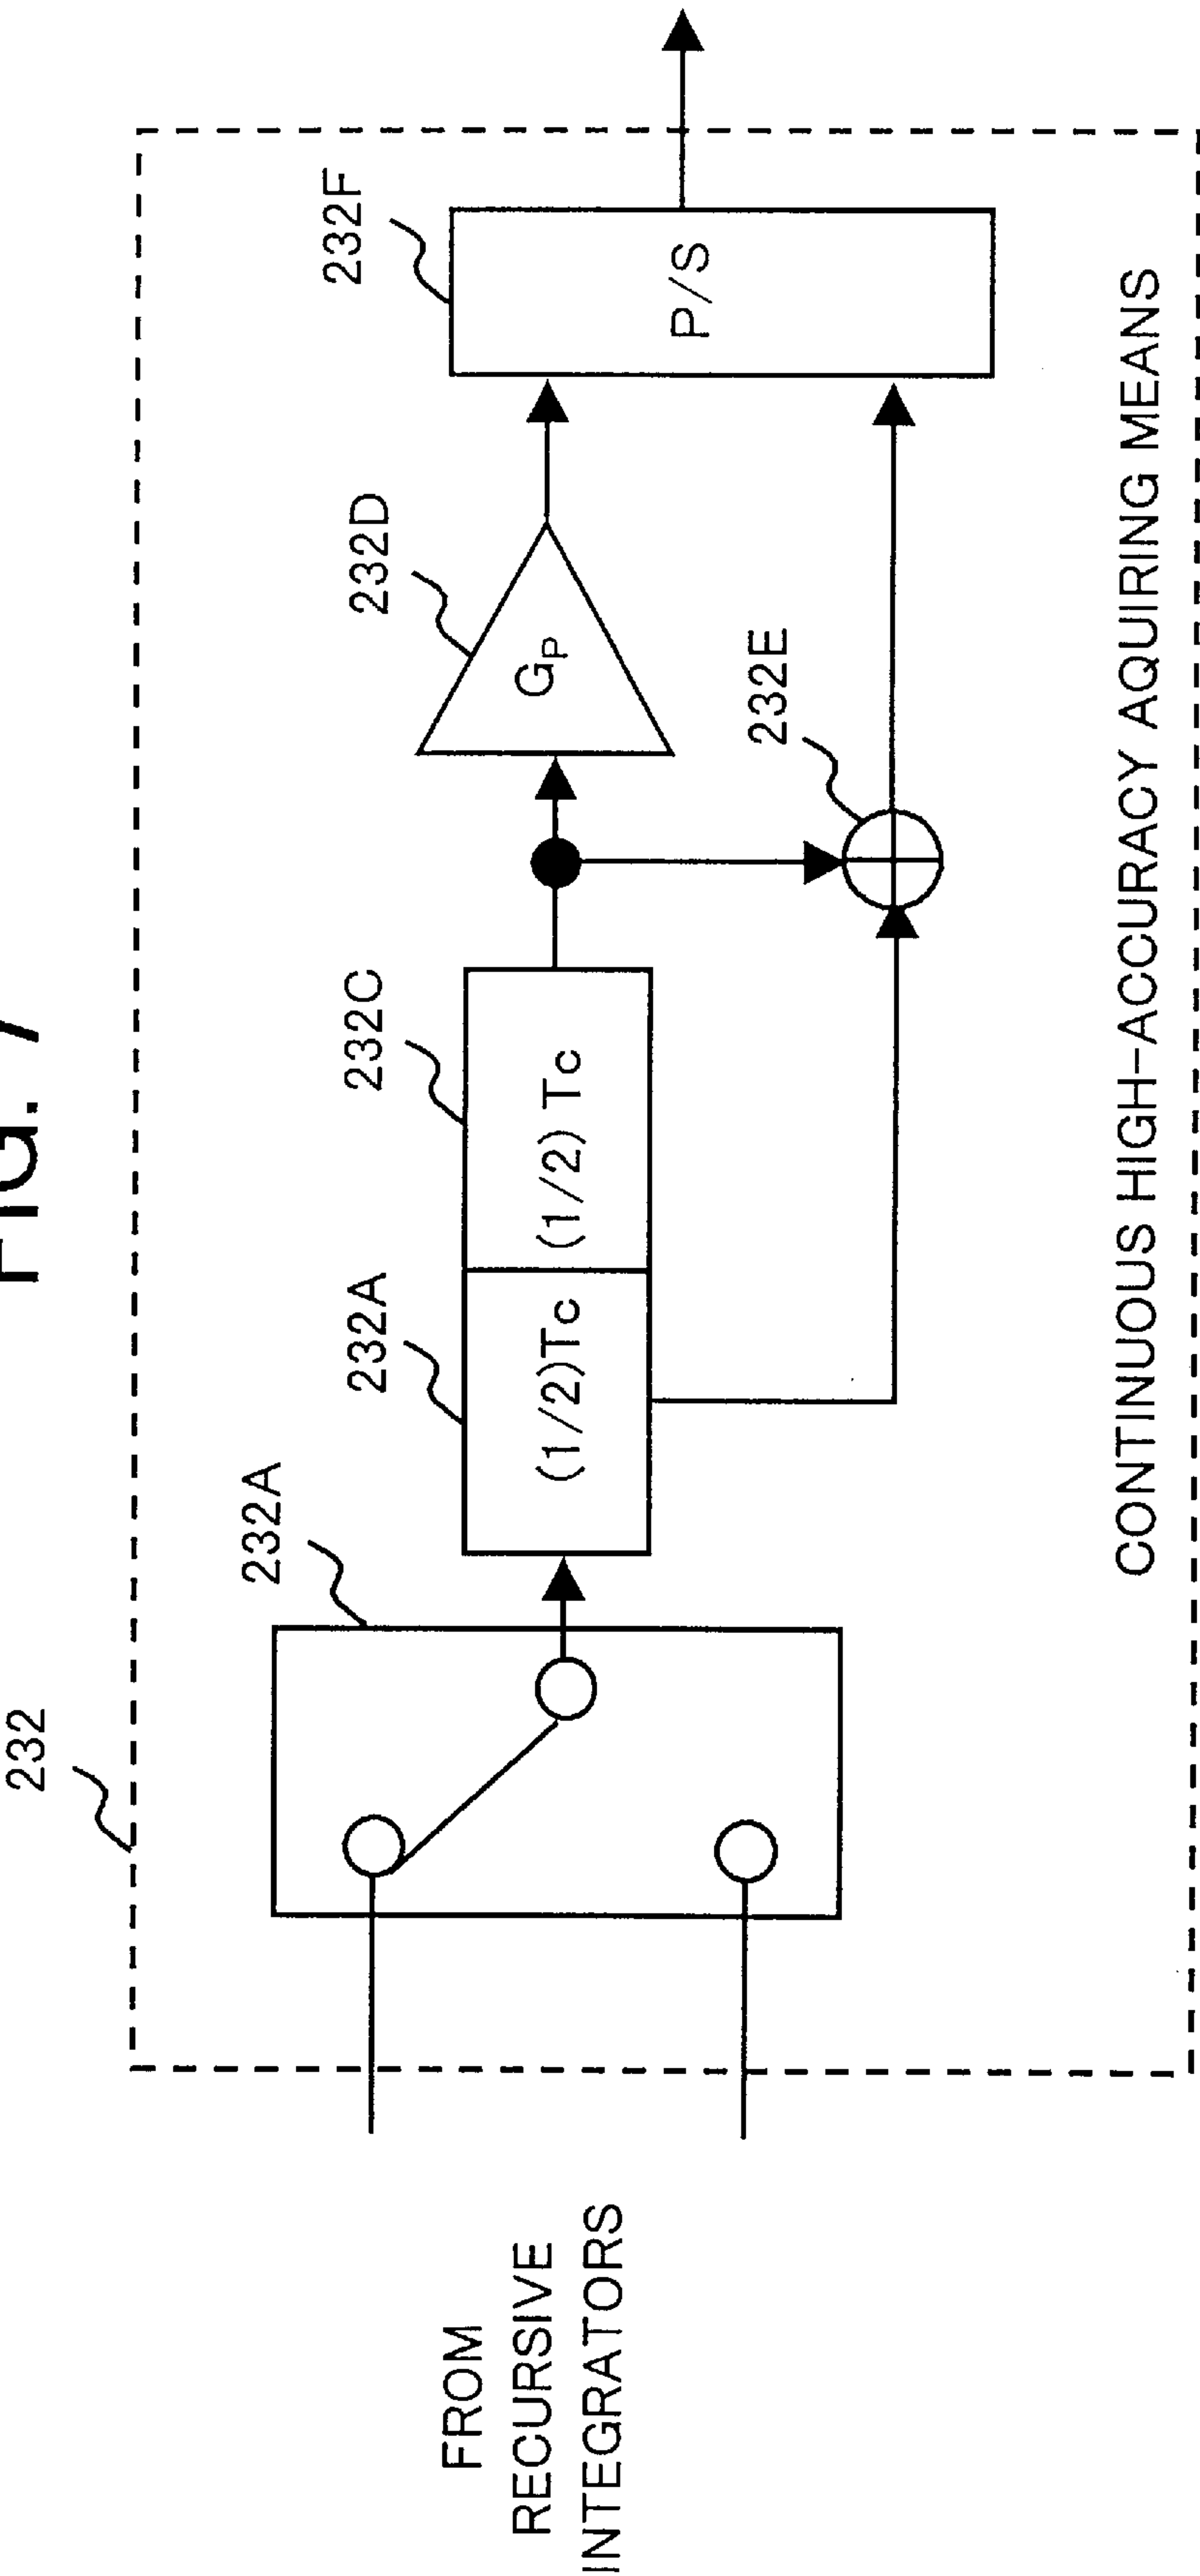 FIG. 7
232
232A
232A
232C
232D
232E
232F
(1/2)Tc
(1/2) Tc
GP
P/S
FROM
RECURSIVE
INTEGRATORS
CONTINUOUS HIGH-ACCURACY AQUIRING MEANS